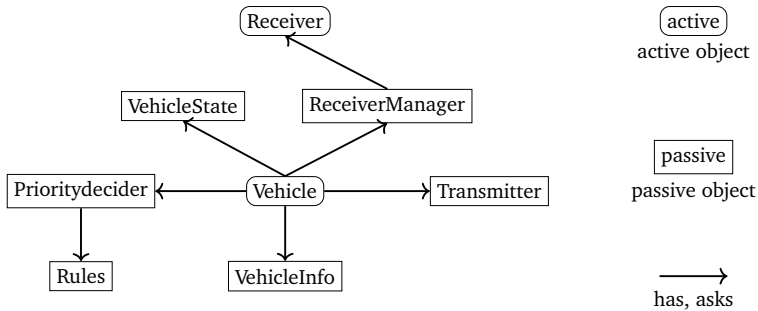 Receiver
active
active object
VehicleState
ReceiverManager
passive
passive object
Prioritydecider
Vehicle
Transmitter
Rules
VehicleInfo
has, asks